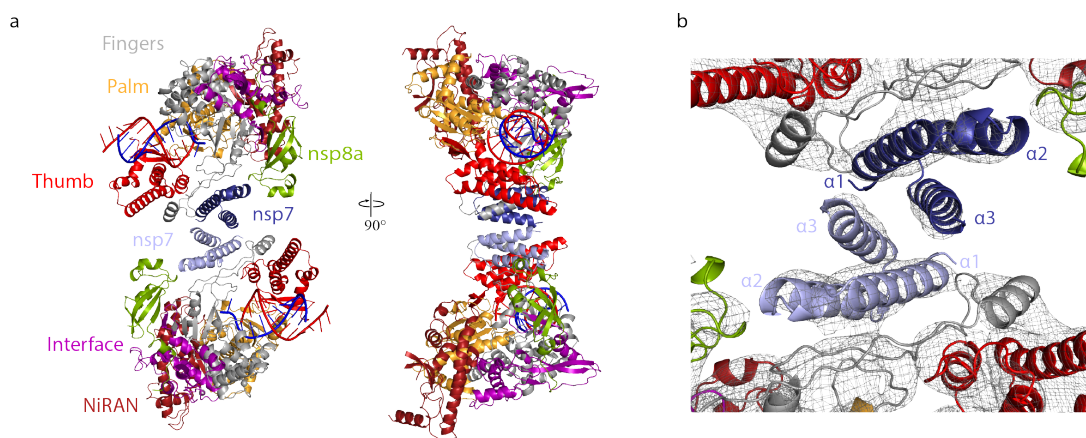 a
Fingers
Palm
nsp8a
Thumb
nsp7
nsp7
Interface
NiRAN
90°
b
α2
α1
α3
α3
α1
α2